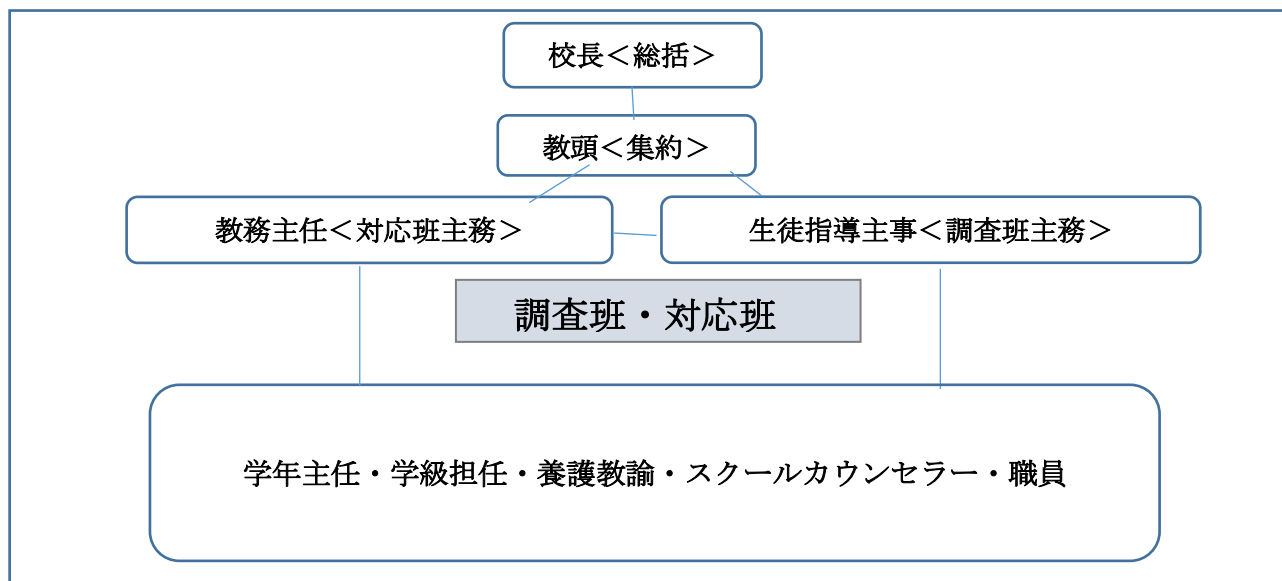 校長＜総括＞
教頭＜集約＞
教務主任＜対応班主務＞
生徒指導主事＜調査班主務＞
調査班・対応班
学年主任・学級担任・養護教諭・スクールカウンセラー・職員